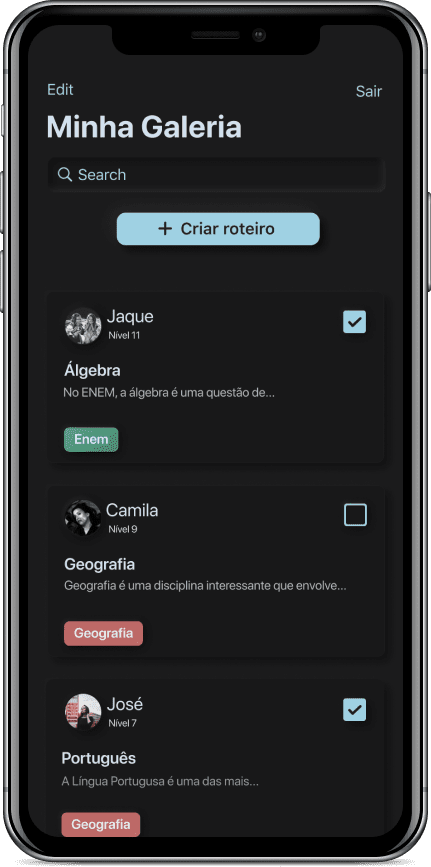 Edit
Sair
Minha Galeria
Search
+ Criar roteiro
Jaque
Nível 11
Álgebra
No ENEM, a álgebra é uma questão de...
Enem
Camila
Nível 9
Geografia
Geografia é uma disciplina interessante que envolve...
Geografia
José
Nível 7
Português
A Língua Portugusa é uma das mais...
Geografia